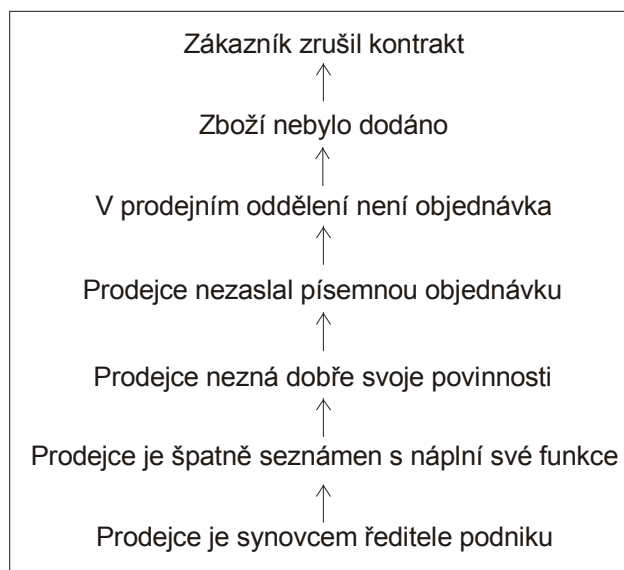 Zákazník zrušil kontrakt
Zboží nebylo dodáno
V prodejním oddělení není objednávka
Prodejce nezaslal písemnou objednávku
Prodejce nezná dobře svoje povinnosti
Prodejce je špatně seznámen s náplní své funkce
Prodejce je synovcem ředitele podniku